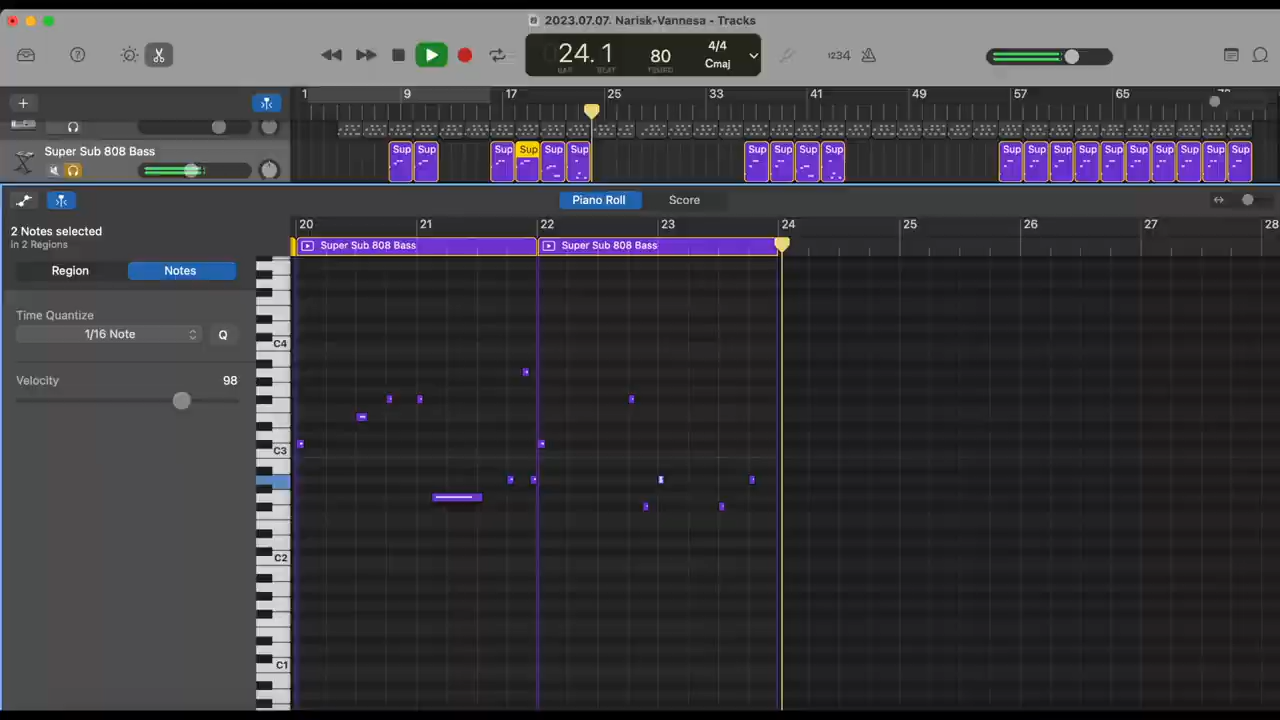 2023.07.07. Narisk-Vannesa - Tracks
24.1
BAR BEAT
80
TEMPO
4/4
Cmaj
1234
1 9 17 25 33 41 49 57 65
Super Sub 808 Bass
Sup Sup Sup Sup Sup Sup Sup Sup Sup Sup Sup Sup Sup Sup Sup Sup Sup Sup Sup Sup
Piano Roll
Score
2 Notes selected
in 2 Regions
20 21 22 23 24 25 26 27 28
Super Sub 808 Bass
Super Sub 808 Bass
Region
Notes
Time Quantize
1/16 Note
Q
Velocity
98
C4
C3
C2
C1